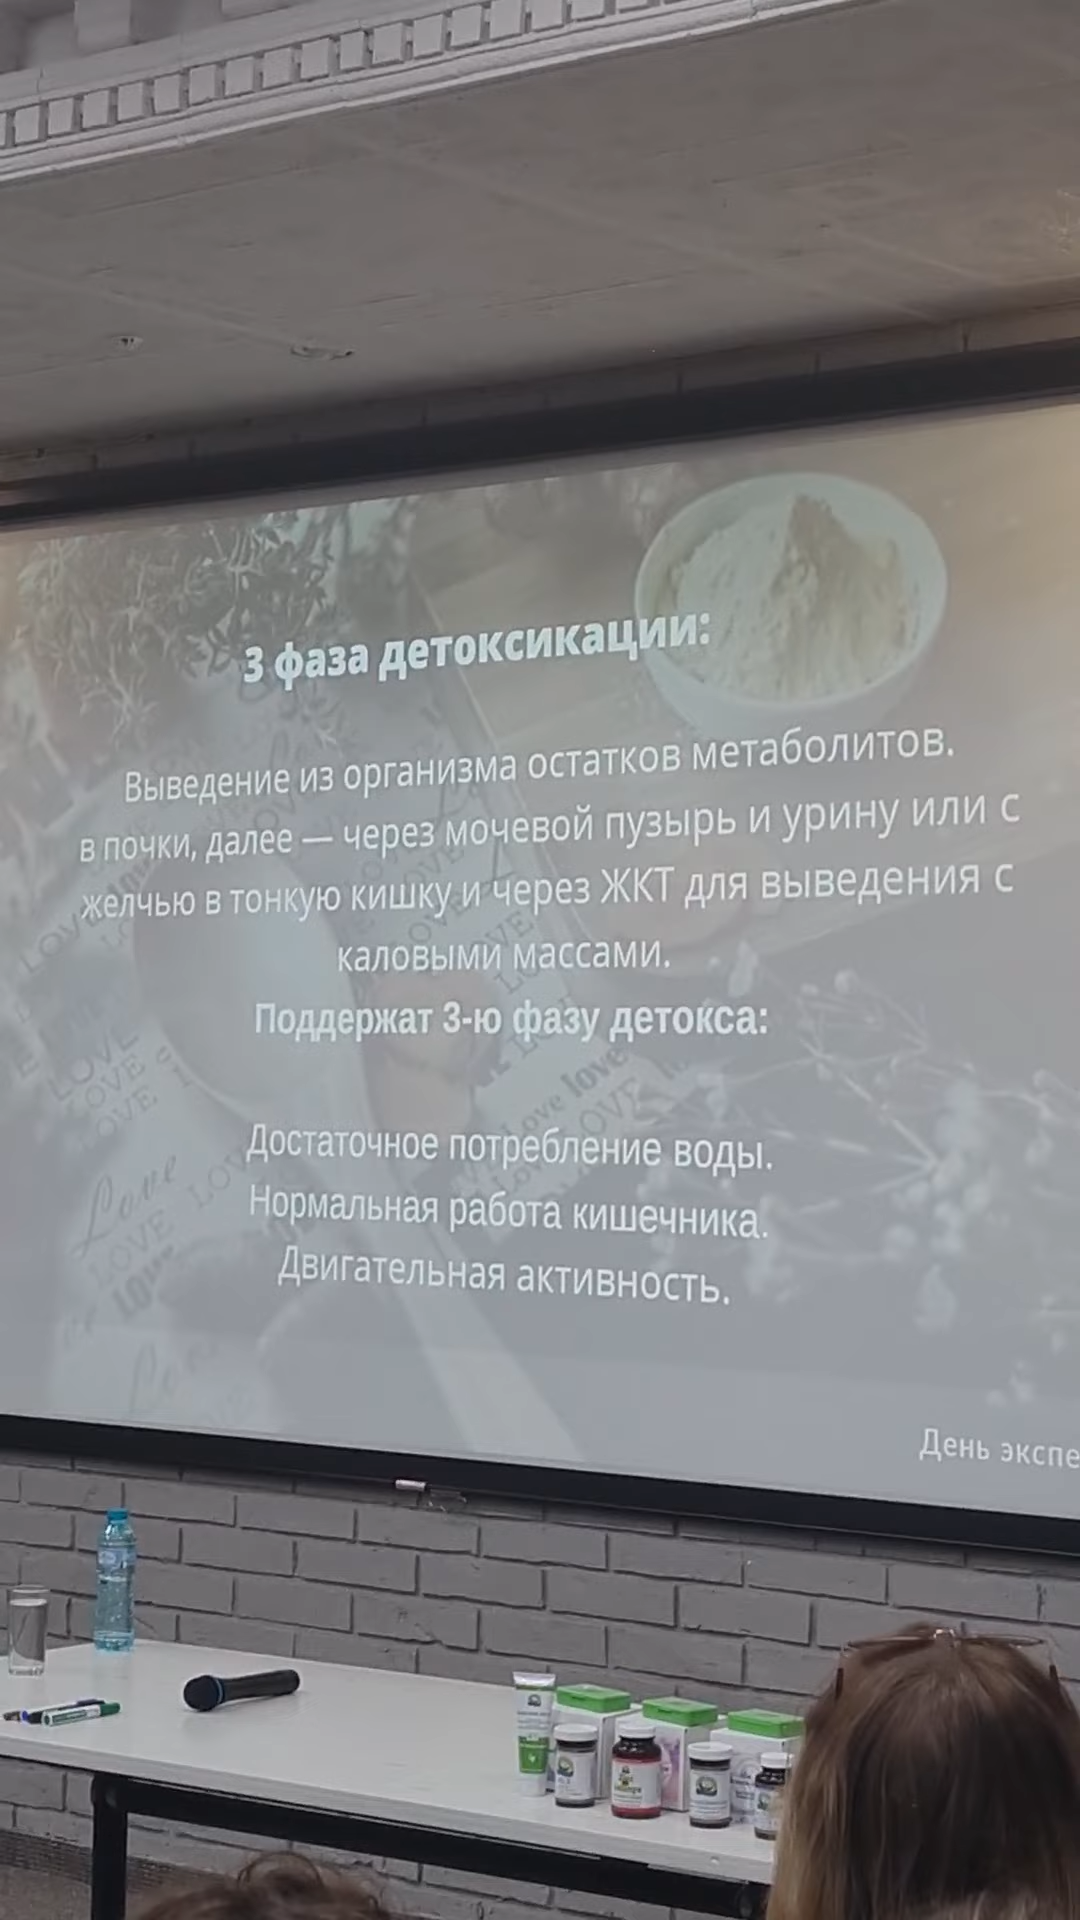 3 фаза детоксикации:
Выведение из организма остатков метаболитов.
в почки, далее — через мочевой пузырь и урину или с
желчью в тонкую кишку и через ЖКТ для выведения с
каловыми массами.
Поддержат 3-ю фазу детокса:
Достаточное потребление воды.
Нормальная работа кишечника.
Двигательная активность.
День экспе